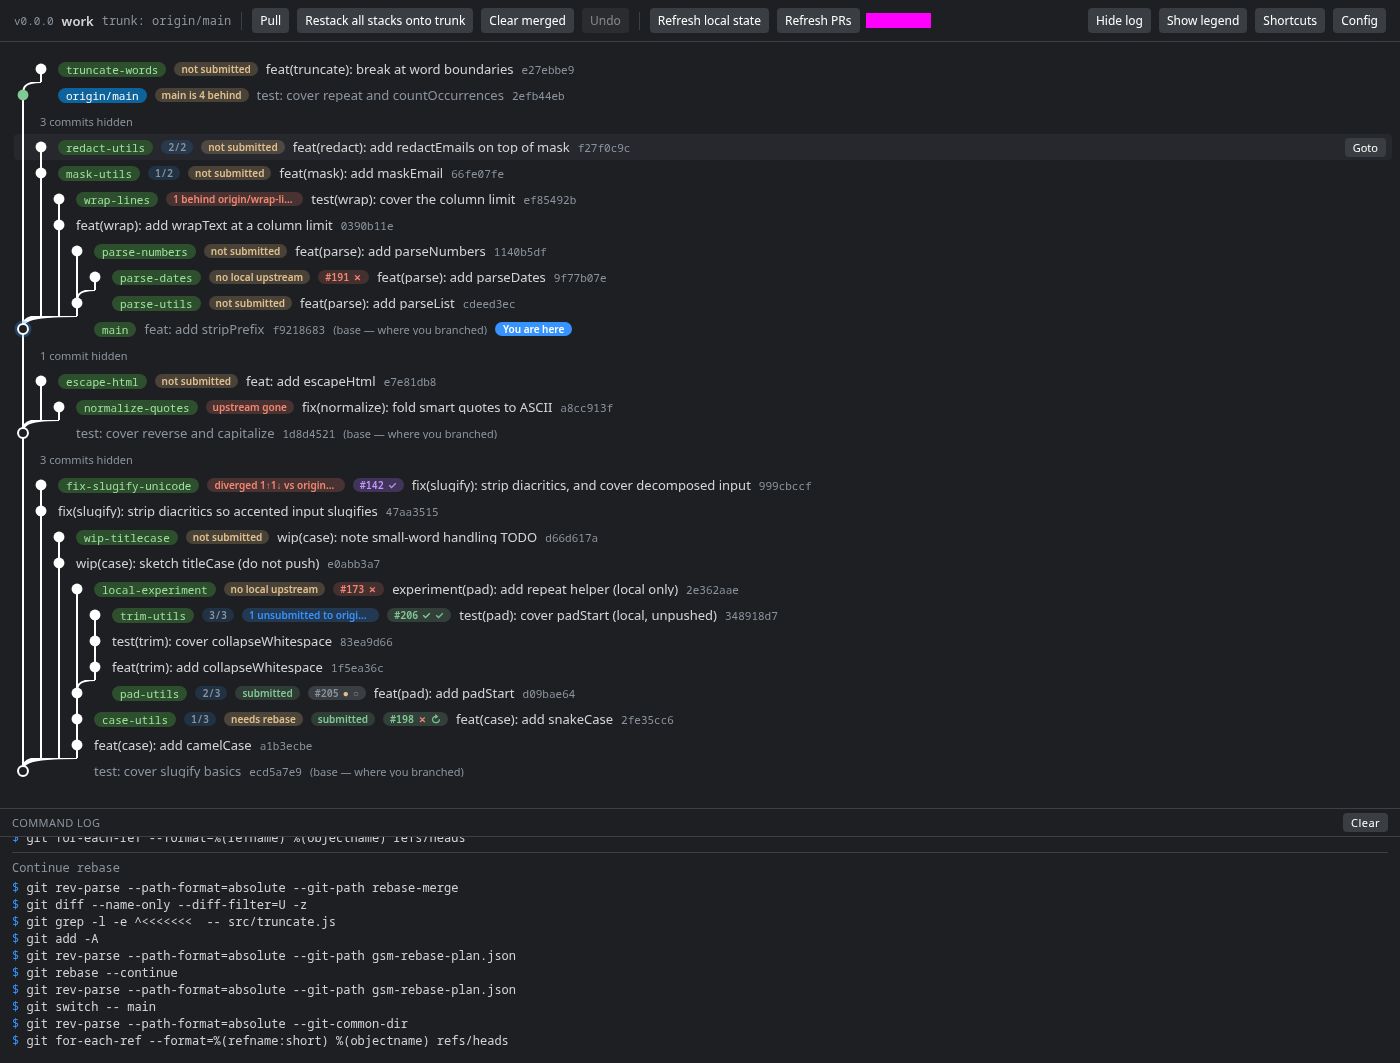 v0.0.0 work trunk: origin/main Pull Restack all stacks onto trunk Clear merged Undo Refresh local state Refresh PRs Hide log Show legend Shortcuts Config
truncate-words not submitted feat(truncate): break at word boundaries e27ebbe9
origin/main main is 4 behind test: cover repeat and countOccurrences 2efb44eb
3 commits hidden
redact-utils 2/2 not submitted feat(redact): add redactEmails on top of mask f27f0c9c Goto
mask-utils 1/2 not submitted feat(mask): add maskEmail 66fe07fe
wrap-lines 1 behind origin/wrap-li... test(wrap): cover the column limit ef85492b
feat(wrap): add wrapText at a column limit 0390b11e
parse-numbers not submitted feat(parse): add parseNumbers 1140b5df
parse-dates no local upstream #191 × feat(parse): add parseDates 9f77b07e
parse-utils not submitted feat(parse): add parseList cdeed3ec
main feat: add stripPrefix f9218683 (base — where you branched) You are here
1 commit hidden
escape-html not submitted feat: add escapeHtml e7e81db8
normalize-quotes upstream gone fix(normalize): fold smart quotes to ASCII a8cc913f
test: cover reverse and capitalize 1d8d4521 (base — where you branched)
3 commits hidden
fix-slugify-unicode diverged 1↑1↓ vs origin... #142 ✓ fix(slugify): strip diacritics, and cover decomposed input 999cbccf
fix(slugify): strip diacritics so accented input slugifies 47aa3515
wip-titlecase not submitted wip(case): note small-word handling TODO d66d617a
wip(case): sketch titleCase (do not push) e0abb3a7
local-experiment no local upstream #173 × experiment(pad): add repeat helper (local only) 2e362aae
trim-utils 3/3 1 unsubmitted to origi... #206 ✓ ✓ test(pad): cover padStart (local, unpushed) 348918d7
test(trim): cover collapseWhitespace 83ea9d66
feat(trim): add collapseWhitespace 1f5ea36c
pad-utils 2/3 submitted #205 ● ○ feat(pad): add padStart d09bae64
case-utils 1/3 needs rebase submitted #198 × ↻ feat(case): add snakeCase 2fe35cc6
feat(case): add camelCase a1b3ecbe
test: cover slugify basics ecd5a7e9 (base — where you branched)
COMMAND LOG Clear
$ git for-each-ref --format=%(refname) %(objectname) refs/heads
Continue rebase
$ git rev-parse --path-format=absolute --git-path rebase-merge
$ git diff --name-only --diff-filter=U -z
$ git grep -l -e ^<<<<<<<  -- src/truncate.js
$ git add -A
$ git rev-parse --path-format=absolute --git-path gsm-rebase-plan.json
$ git rebase --continue
$ git rev-parse --path-format=absolute --git-path gsm-rebase-plan.json
$ git switch -- main
$ git rev-parse --path-format=absolute --git-common-dir
$ git for-each-ref --format=%(refname:short) %(objectname) refs/heads